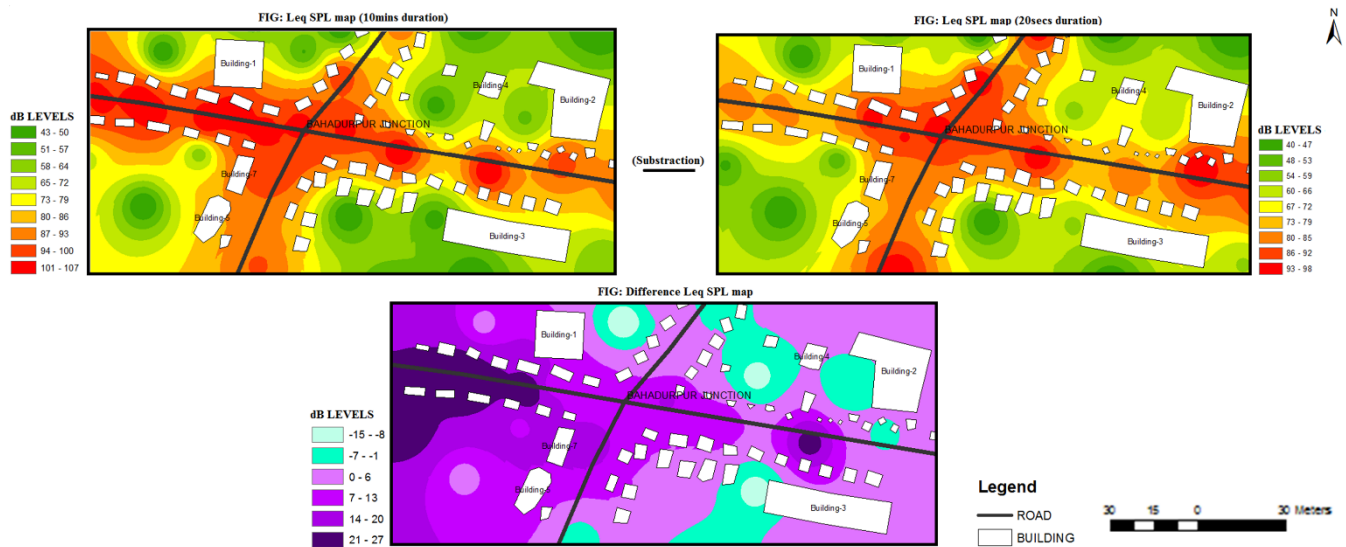 FIG: Leq SPL map (10mins duration)
dB LEVELS
43 - 50
51 - 57
58 - 64
65 - 72
73 - 79
80 - 86
87 - 93
94 - 100
101 - 107
Building-1
Building-4
Building-2
BAHADURPUR JUNCTION
Building-7
Building-5
Building-3
(Substraction)
FIG: Leq SPL map (20secs duration)
N
Building-1
Building-4
Building-2
BAHADURPUR JUNCTION
Building-7
Building-5
Building-3
dB LEVELS
40 - 47
48 - 53
54 - 59
60 - 66
67 - 72
73 - 79
80 - 85
86 - 92
93 - 98
FIG: Difference Leq SPL map
dB LEVELS
-15 - -8
-7 - -1
0 - 6
7 - 13
14 - 20
21 - 27
Building-1
Building-4
Building-2
BAHADURPUR JUNCTION
Building-7
Building-5
Building-3
Legend
ROAD
BUILDING
30 15 0 30 Meters